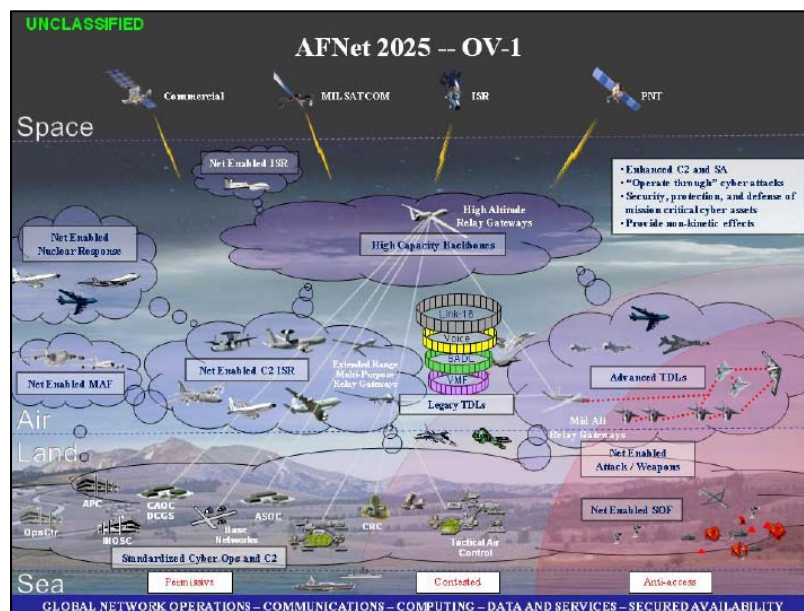 UNCLASSIFIED
AFNet 2025 -- OV-1
Commercial
MILSATCOM
ISR
PNT
Space
Net Enabled ISR
• Enhanced C2 and SA
• “Operate through” cyber attacks
• Security, protection, and defense of
mission critical cyber assets
• Provide non-kinetic effects
High Altitude
Relay Gateways
High Capacity Backbones
Net Enabled
Nuclear Response
Link-16
Voice
SADL
VMF
Net Enabled C2 ISR
Extended Range
Multi-Purpose
Relay Gateways
Net Enabled MAF
Advanced TDLs
Legacy TDLs
Air
Mid Alt
Relay Gateways
Land
Net Enabled
Attack / Weapons
APC
CAOC
DCGS
ASOC
CRC
Net Enabled SOF
OpsCtr
INOSC
Base
Networks
Tactical Air
Control
Standardized Cyber Ops and C2
Sea
Permissive
Contested
Anti-access
GLOBAL NETWORK OPERATIONS – COMMUNICATIONS – COMPUTING – DATA AND SERVICES – SECURED AVAILABILITY